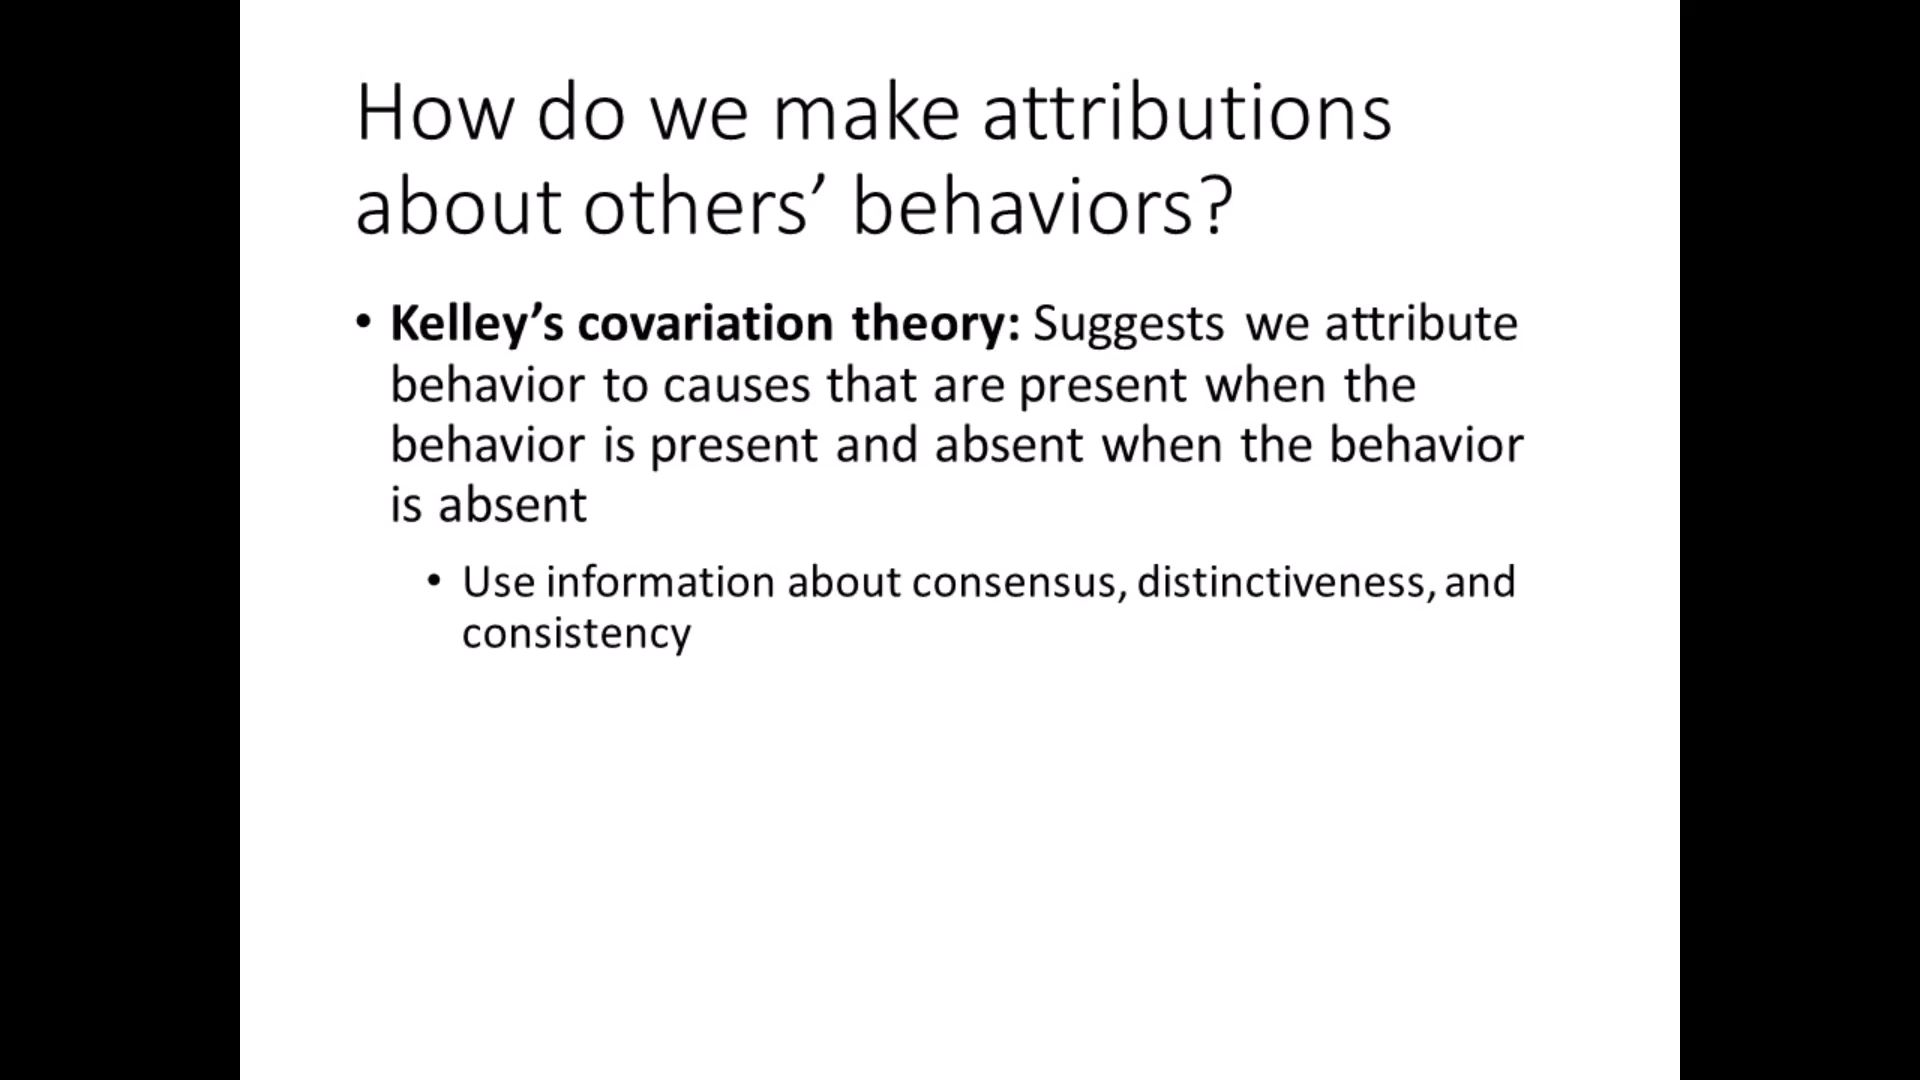 How do we make attributions
about others’ behaviors?
• Kelley’s covariation theory: Suggests we attribute
behavior to causes that are present when the
behavior is present and absent when the behavior
is absent
• Use information about consensus, distinctiveness, and
consistency